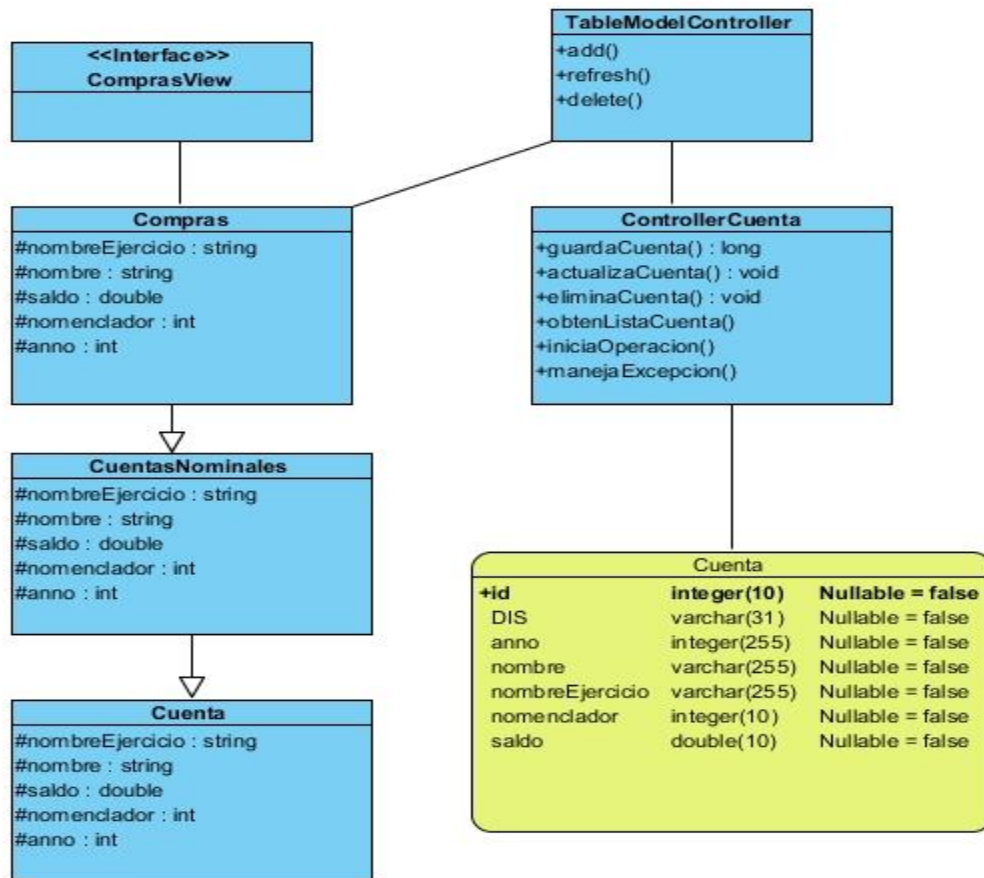 <<Interface>>
ComprasView
TableModelController
+add()
+refresh()
+delete()
Compras
#nombreEjercicio : string
#nombre : string
#saldo : double
#nomenclador : int
#anno : int
ControllerCuenta
+guardaCuenta() : long
+actualizaCuenta() : void
+eliminaCuenta() : void
+obtenListaCuenta()
+iniciaOperacion()
+manejaExcepcion()
CuentasNominales
#nombreEjercicio : string
#nombre : string
#saldo : double
#nomenclador : int
#anno : int
Cuenta
#nombreEjercicio : string
#nombre : string
#saldo : double
#nomenclador : int
#anno : int
Cuenta
+id integer(10) Nullable = false
DIS varchar(31) Nullable = false
anno integer(255) Nullable = false
nombre varchar(255) Nullable = false
nombreEjercicio varchar(255) Nullable = false
nomenclador integer(10) Nullable = false
saldo double(10) Nullable = false